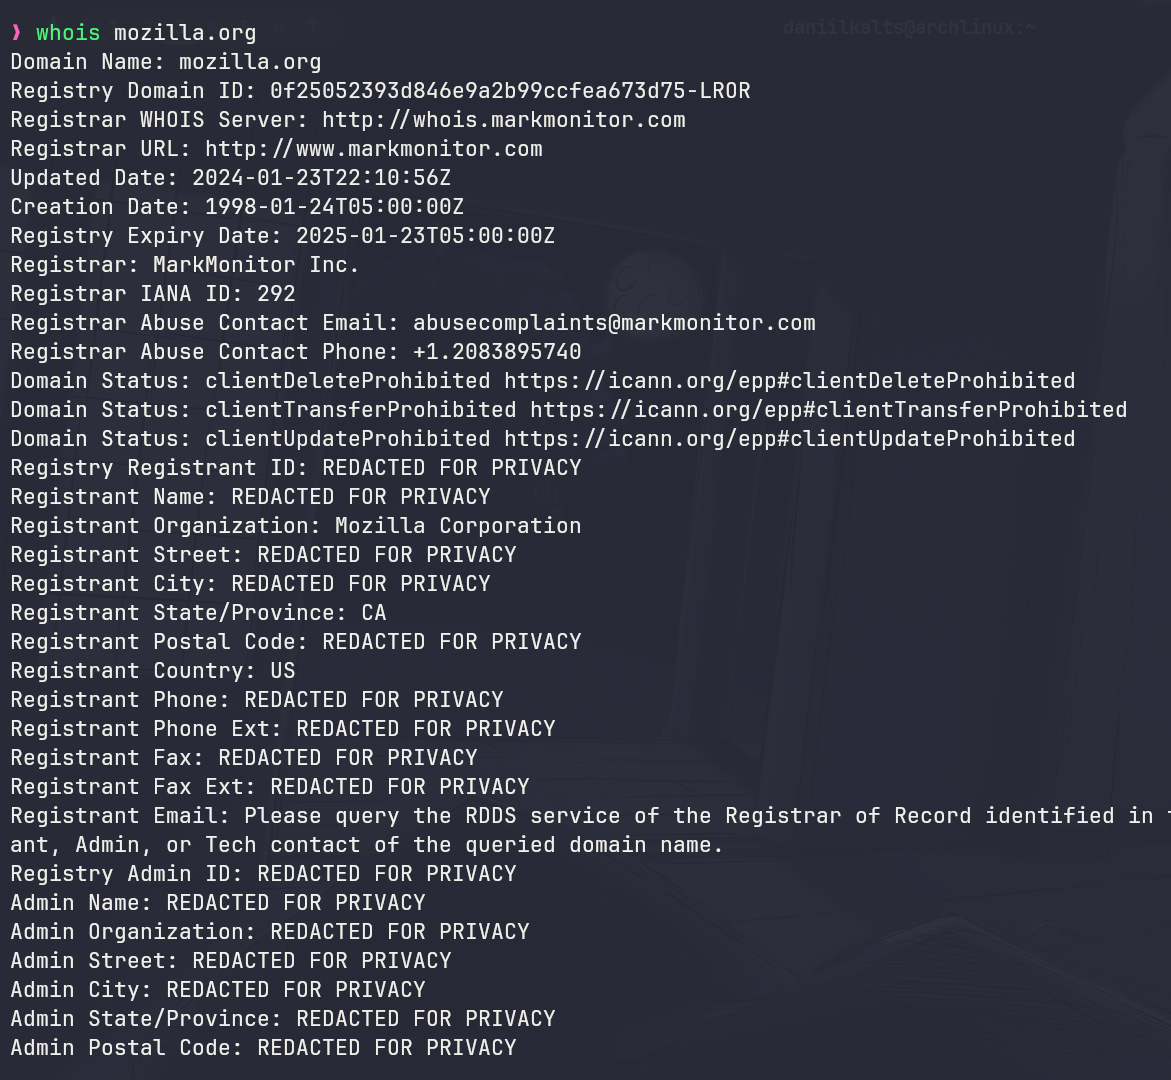 ❯ whois mozilla.org
daniilkalts@archlinux:~
Domain Name: mozilla.org
Registry Domain ID: 0f25052393d846e9a2b99ccfea673d75-LROR
Registrar WHOIS Server: http://whois.markmonitor.com
Registrar URL: http://www.markmonitor.com
Updated Date: 2024-01-23T22:10:56Z
Creation Date: 1998-01-24T05:00:00Z
Registry Expiry Date: 2025-01-23T05:00:00Z
Registrar: MarkMonitor Inc.
Registrar IANA ID: 292
Registrar Abuse Contact Email: abusecomplaints@markmonitor.com
Registrar Abuse Contact Phone: +1.2083895740
Domain Status: clientDeleteProhibited https://icann.org/epp#clientDeleteProhibited
Domain Status: clientTransferProhibited https://icann.org/epp#clientTransferProhibited
Domain Status: clientUpdateProhibited https://icann.org/epp#clientUpdateProhibited
Registry Registrant ID: REDACTED FOR PRIVACY
Registrant Name: REDACTED FOR PRIVACY
Registrant Organization: Mozilla Corporation
Registrant Street: REDACTED FOR PRIVACY
Registrant City: REDACTED FOR PRIVACY
Registrant State/Province: CA
Registrant Postal Code: REDACTED FOR PRIVACY
Registrant Country: US
Registrant Phone: REDACTED FOR PRIVACY
Registrant Phone Ext: REDACTED FOR PRIVACY
Registrant Fax: REDACTED FOR PRIVACY
Registrant Fax Ext: REDACTED FOR PRIVACY
Registrant Email: Please query the RDDS service of the Registrar of Record identified in
ant, Admin, or Tech contact of the queried domain name.
Registry Admin ID: REDACTED FOR PRIVACY
Admin Name: REDACTED FOR PRIVACY
Admin Organization: REDACTED FOR PRIVACY
Admin Street: REDACTED FOR PRIVACY
Admin City: REDACTED FOR PRIVACY
Admin State/Province: REDACTED FOR PRIVACY
Admin Postal Code: REDACTED FOR PRIVACY